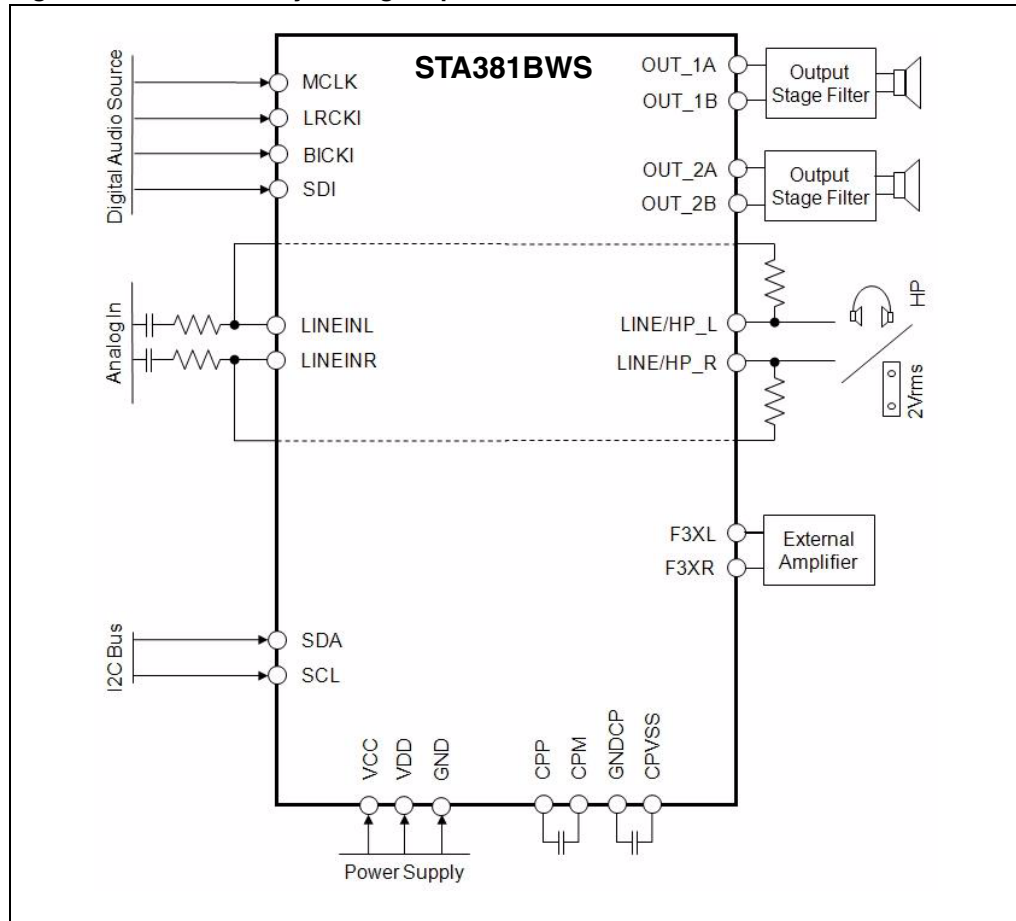 STA381BWS
Digital Audio Source
MCLK
LRCKI
BICKI
SDI
OUT_1A
OUT_1B
Output
Stage Filter
OUT_2A
OUT_2B
Output
Stage Filter
Analog In
LINEINL
LINEINR
LINE/HP_L
LINE/HP_R
HP
2Vrms
F3XL
F3XR
External
Amplifier
I2C Bus
SDA
SCL
VCC
VDD
GND
CPP
CPM
GNDCP
CPVSS
Power Supply